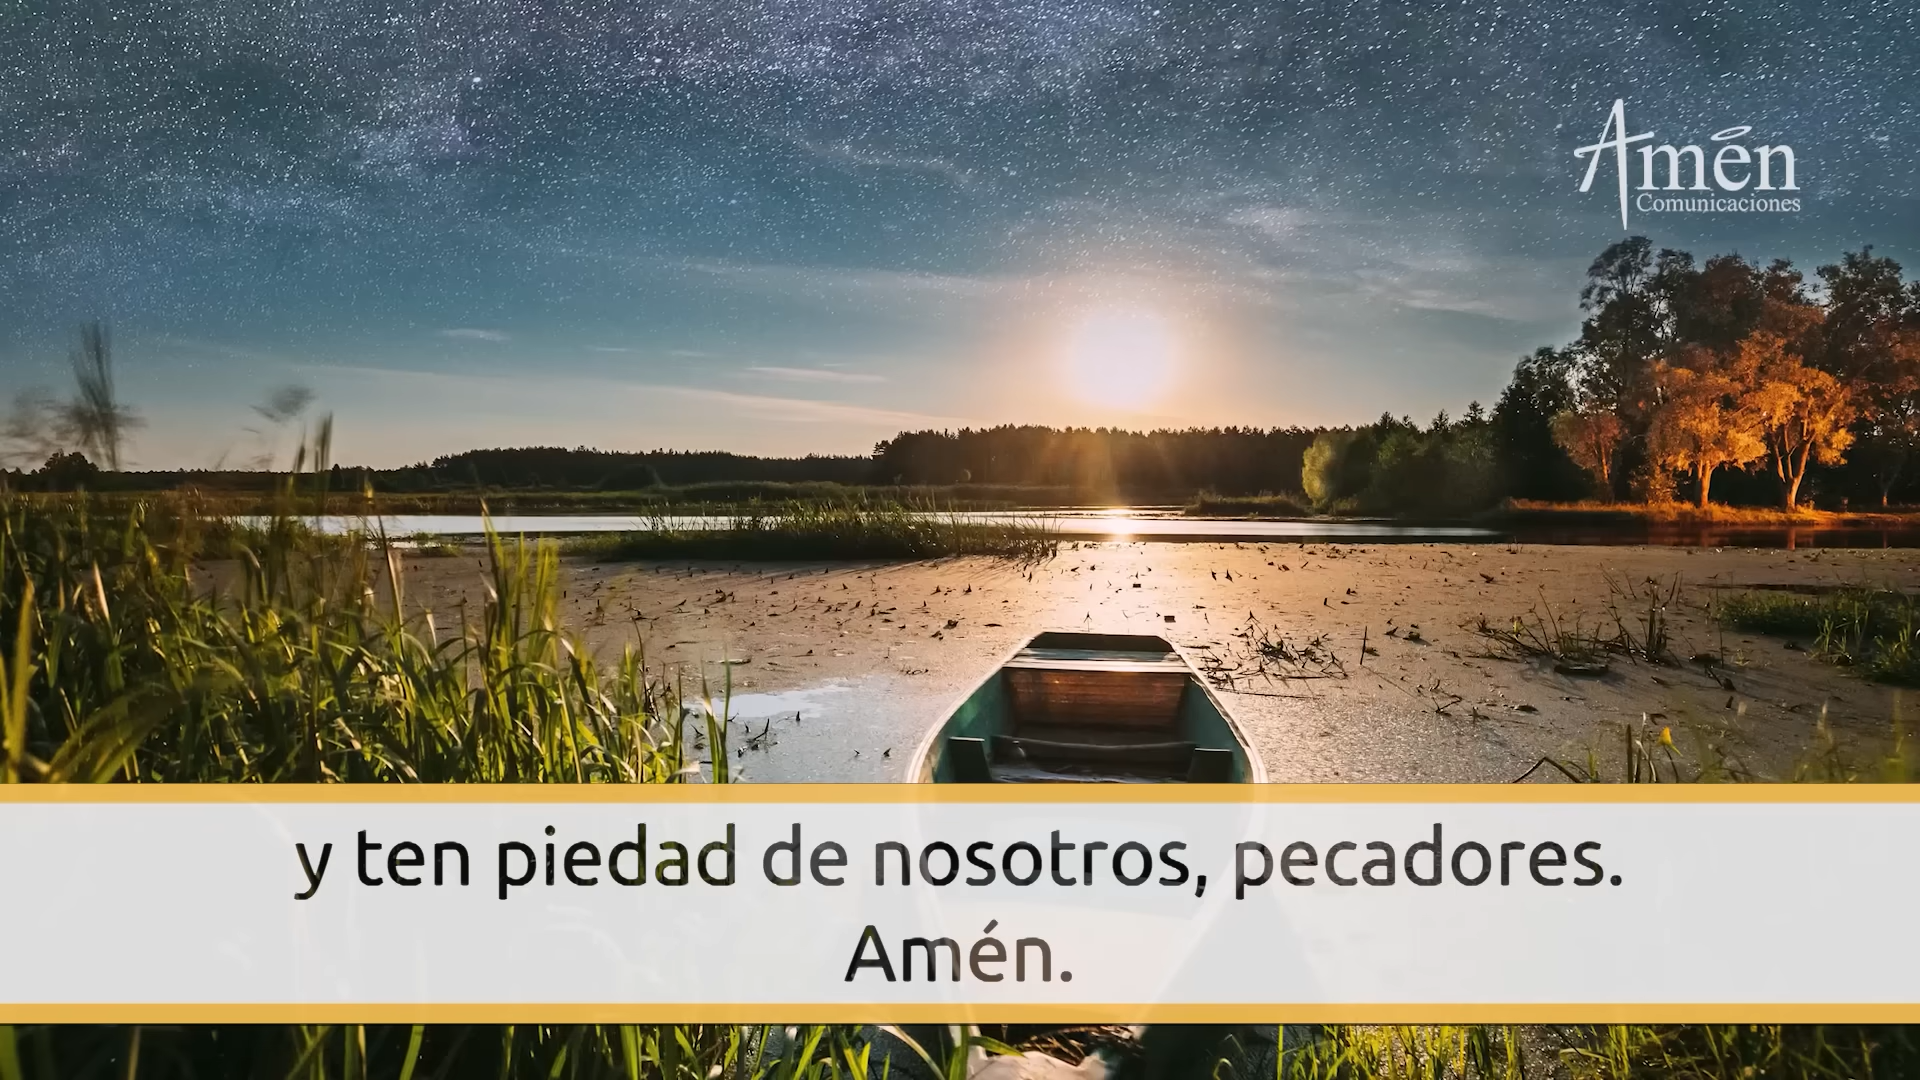 Amén
Comunicaciones
y ten piedad de nosotros, pecadores.
Amén.